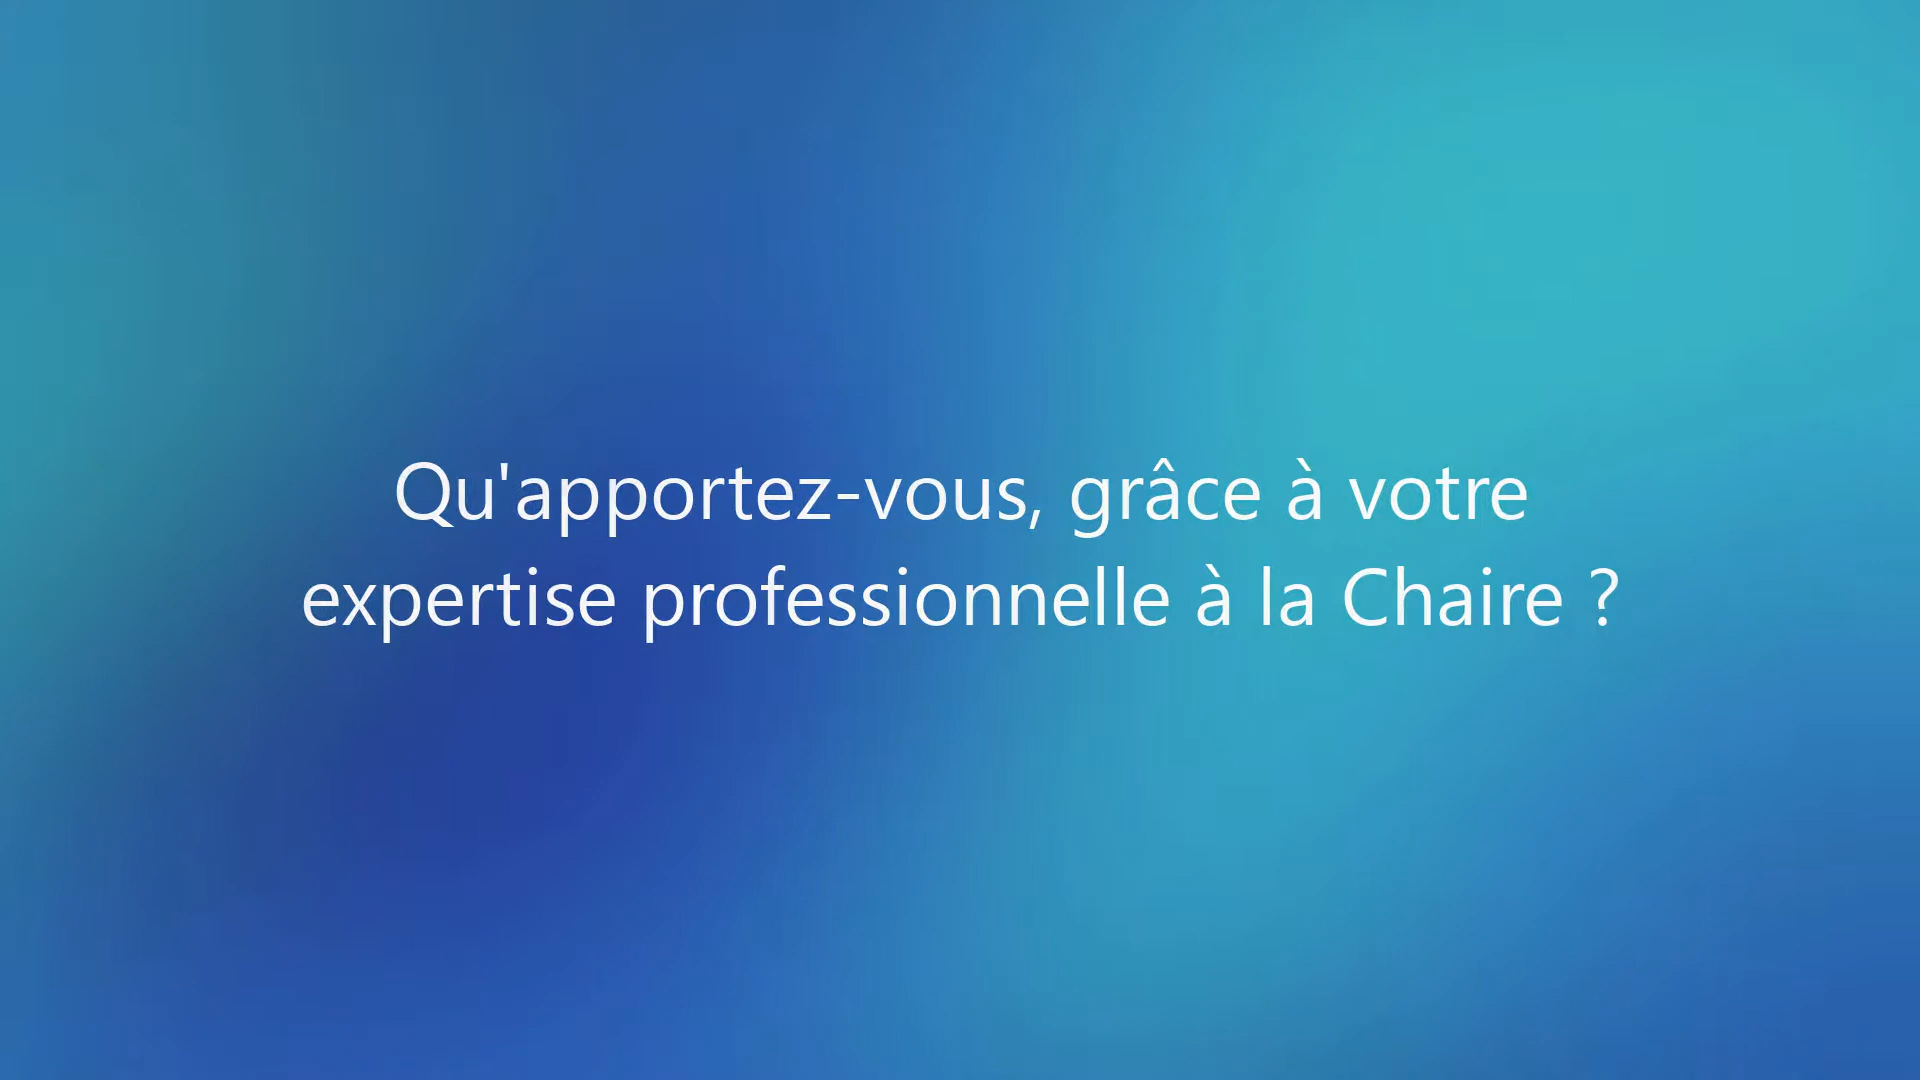 Qu'apportez-vous, grâce à votre
expertise professionnelle à la Chaire ?